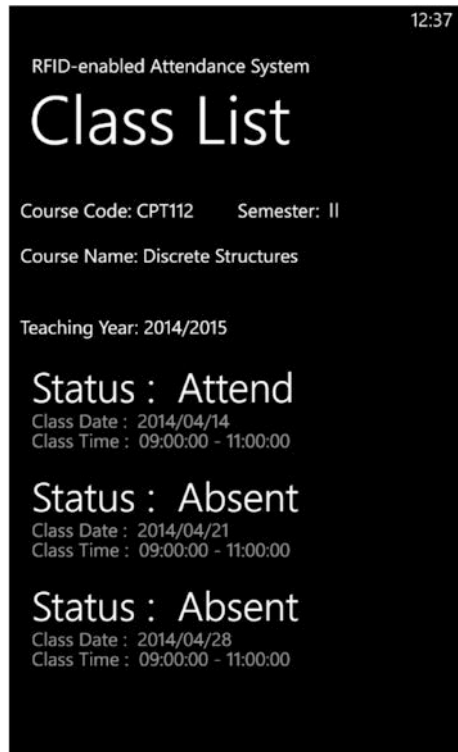 12:37
RFID-enabled Attendance System
Class List
Course Code: CPT112 Semester: II
Course Name: Discrete Structures
Teaching Year: 2014/2015
Status : Attend
Class Date : 2014/04/14
Class Time : 09:00:00 - 11:00:00
Status : Absent
Class Date : 2014/04/21
Class Time : 09:00:00 - 11:00:00
Status : Absent
Class Date : 2014/04/28
Class Time : 09:00:00 - 11:00:00